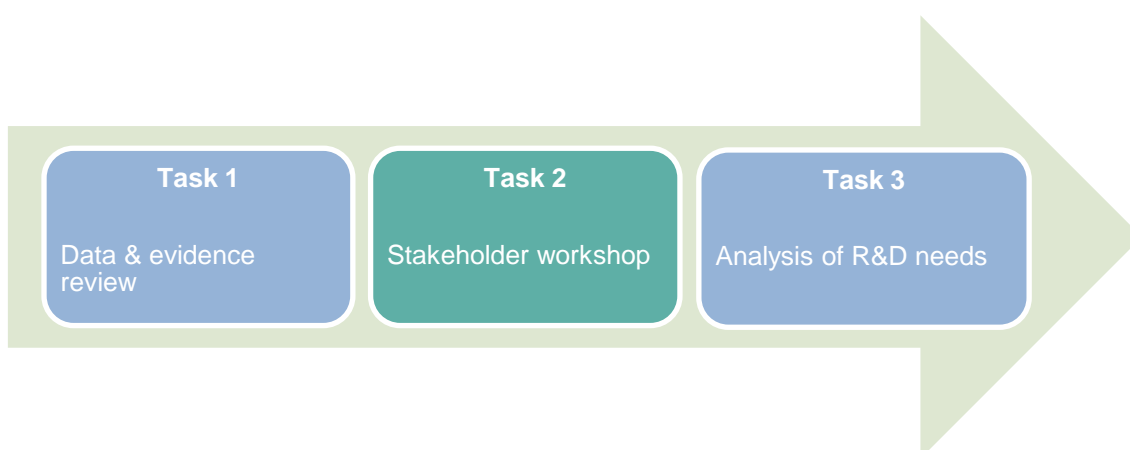 Task 1
Data & evidence
review
Task 2
Stakeholder workshop
Task 3
Analysis of R&D needs